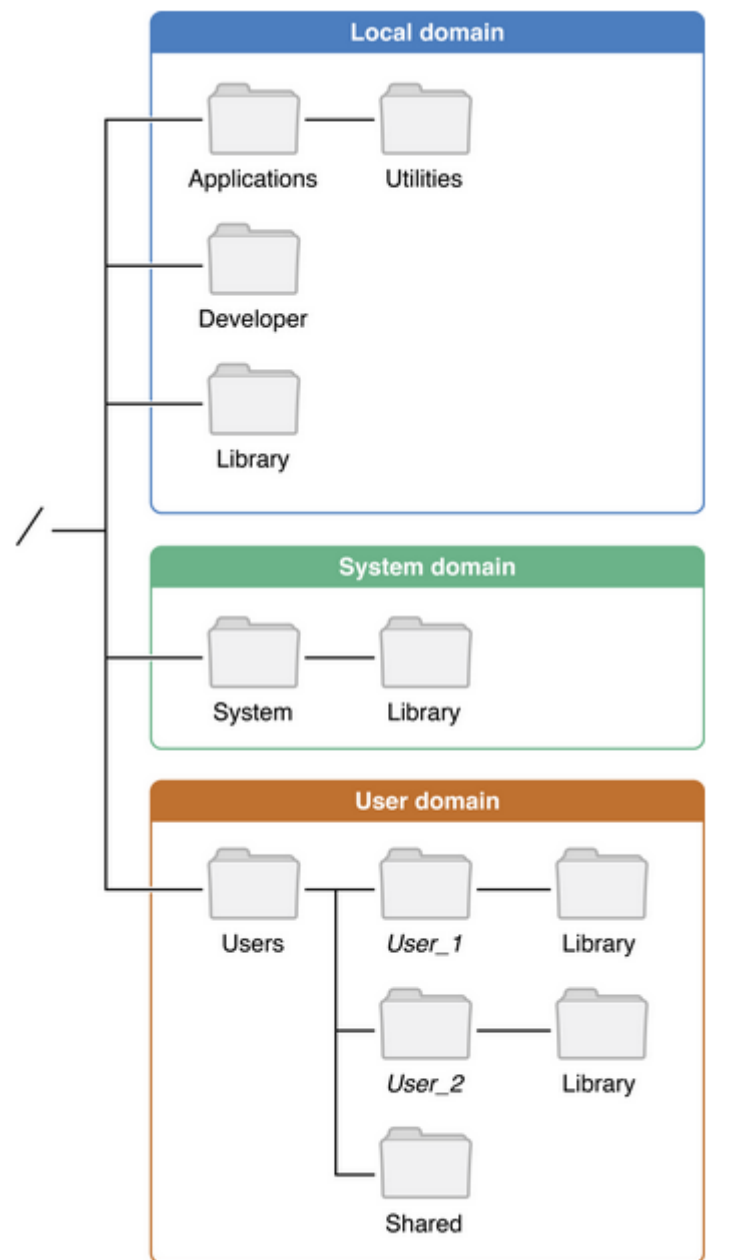 Local domain
Applications
Utilities
Developer
Library
/
System domain
System
Library
User domain
Users
User_1
Library
User_2
Library
Shared